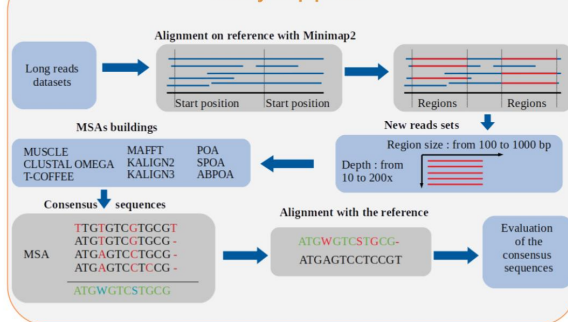 Alignment on reference with Minimap2
Long reads
datasets
Start position
Start position
Regions
Regions
New reads sets
Region size : from 100 to 1000 bp
Depth : from
10 to 200x
MSAs buildings
MUSCLE
CLUSTAL OMEGA
T-COFFEE
MAFFT
KALIGN2
KALIGN3
POA
SPOA
ABPOA
Consensus sequences
MSA
TTGTGTCGTGCGT
ATGTGTCGTGCG -
ATGAGTCCTGCG -
ATGAGTCCTCCG -
ATGWGTCSTGCG
Alignment with the reference
ATGWGTCSTGCG-
ATGAGTCCTCCGT
Evaluation
of the
consensus
sequences